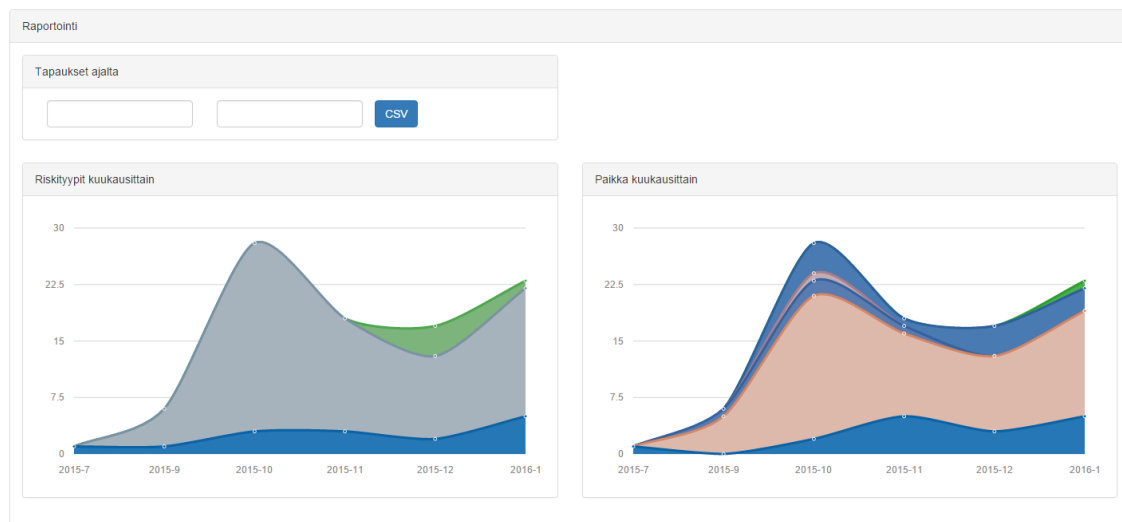 Raportointi
Tapaukset ajalta
CSV
Riskityypit kuukausittain
30
22.5
15
7.5
0
2015-7 2015-9 2015-10 2015-11 2015-12 2016-1
Paikka kuukausittain
30
22.5
15
7.5
0
2015-7 2015-9 2015-10 2015-11 2015-12 2016-1